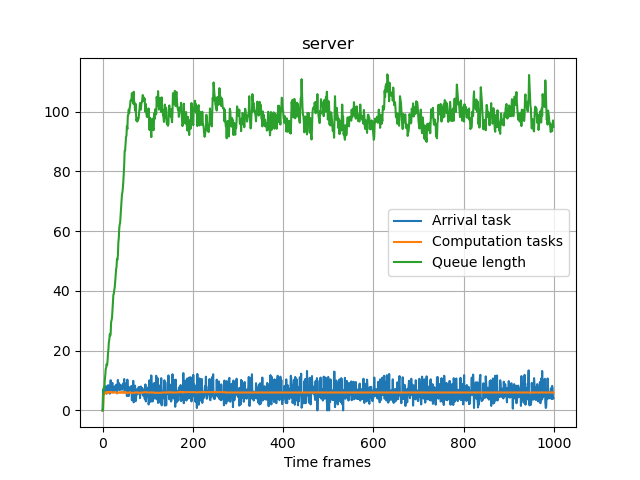 server
100
80
60
40
20
0
Arrival task
Computation tasks
Queue length
0 200 400 600 800 1000
Time frames